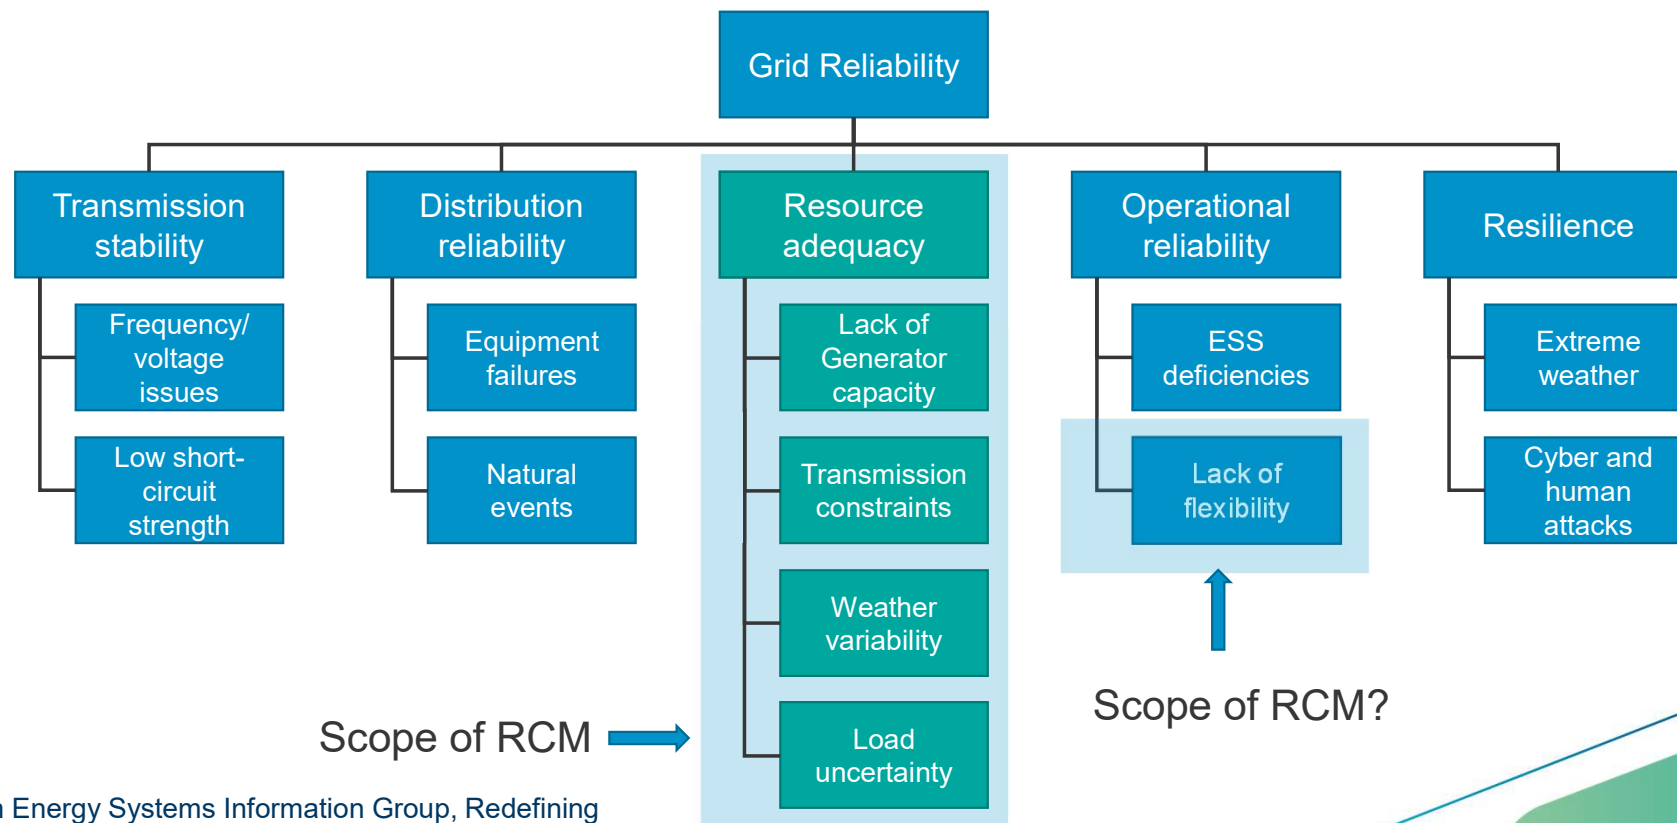 Grid Reliability
Transmission
stability
Distribution
reliability
Resource
adequacy
Operational
reliability
Resilience
Frequency/
voltage
issues
Low short-
circuit
strength
Equipment
failures
Natural
events
Lack of
Generator
capacity
Transmission
constraints
Weather
variability
Load
uncertainty
ESS
deficiencies
Lack of
flexibility
Extreme
weather
Cyber and
human
attacks
Scope of RCM
Scope of RCM?
Energy Systems Information Group, Redefining